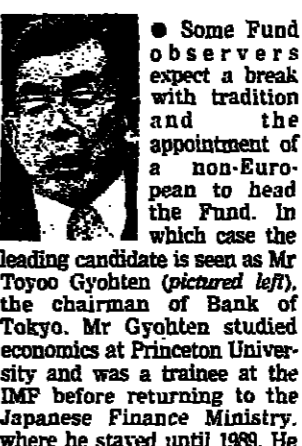 ● Some Fund
observers
expect a break
with tradition
and the
appointment of
a non-Euro-
pean to head
the Fund. In
which case the
leading candidate is seen as Mr
Toyoo Gyohten (pictured left),
the chairman of Bank of
Tokyo. Mr Gyohten studied
economics at Princeton Univer-
sity and was a trainee at the
IMF before returning to the
Japanese Finance Ministry,
where he stayed until 1989. He